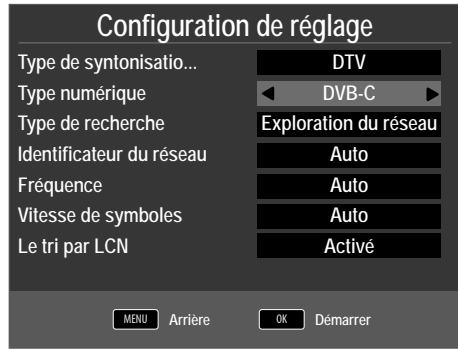 Configuration de réglage
Type de syntonisatio... DTV
Type numérique DVB-C
Type de recherche Exploration du réseau
Identificateur du réseau Auto
Fréquence Auto
Vitesse de symboles Auto
Le tri par LCN Activé
MENU Arrière OK Démarrer